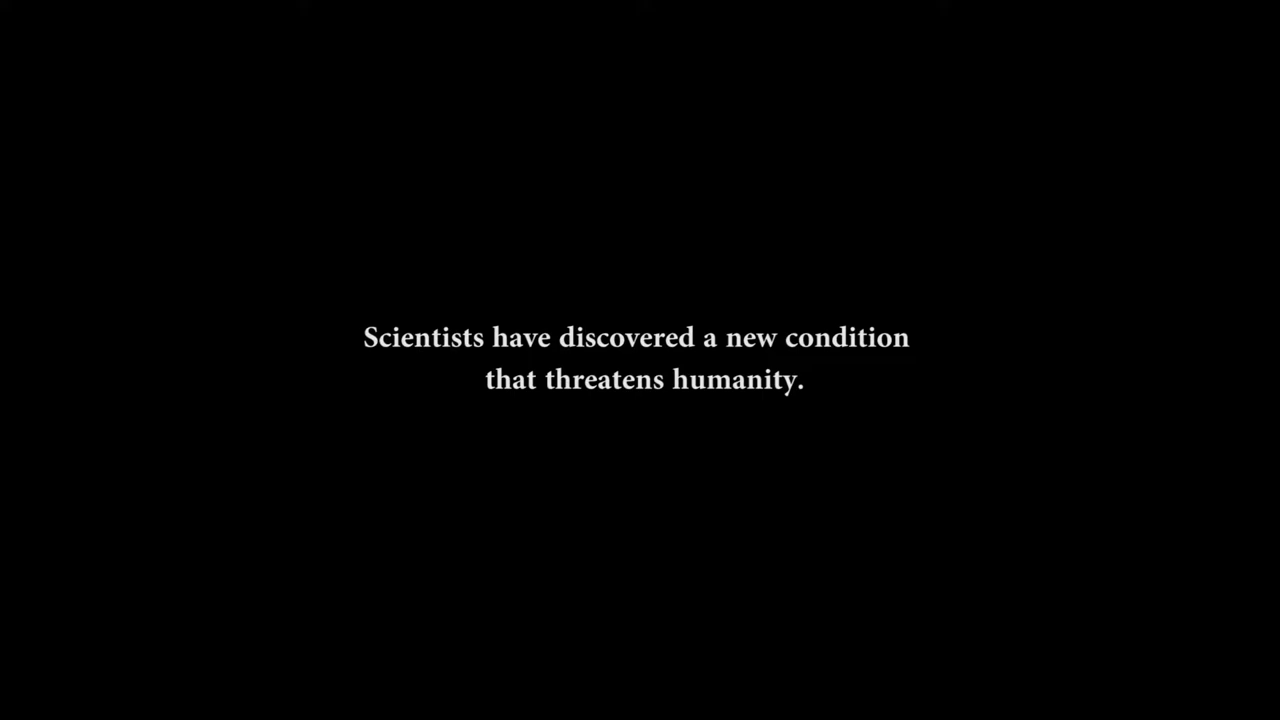 Scientists have discovered a new condition
that threatens humanity.